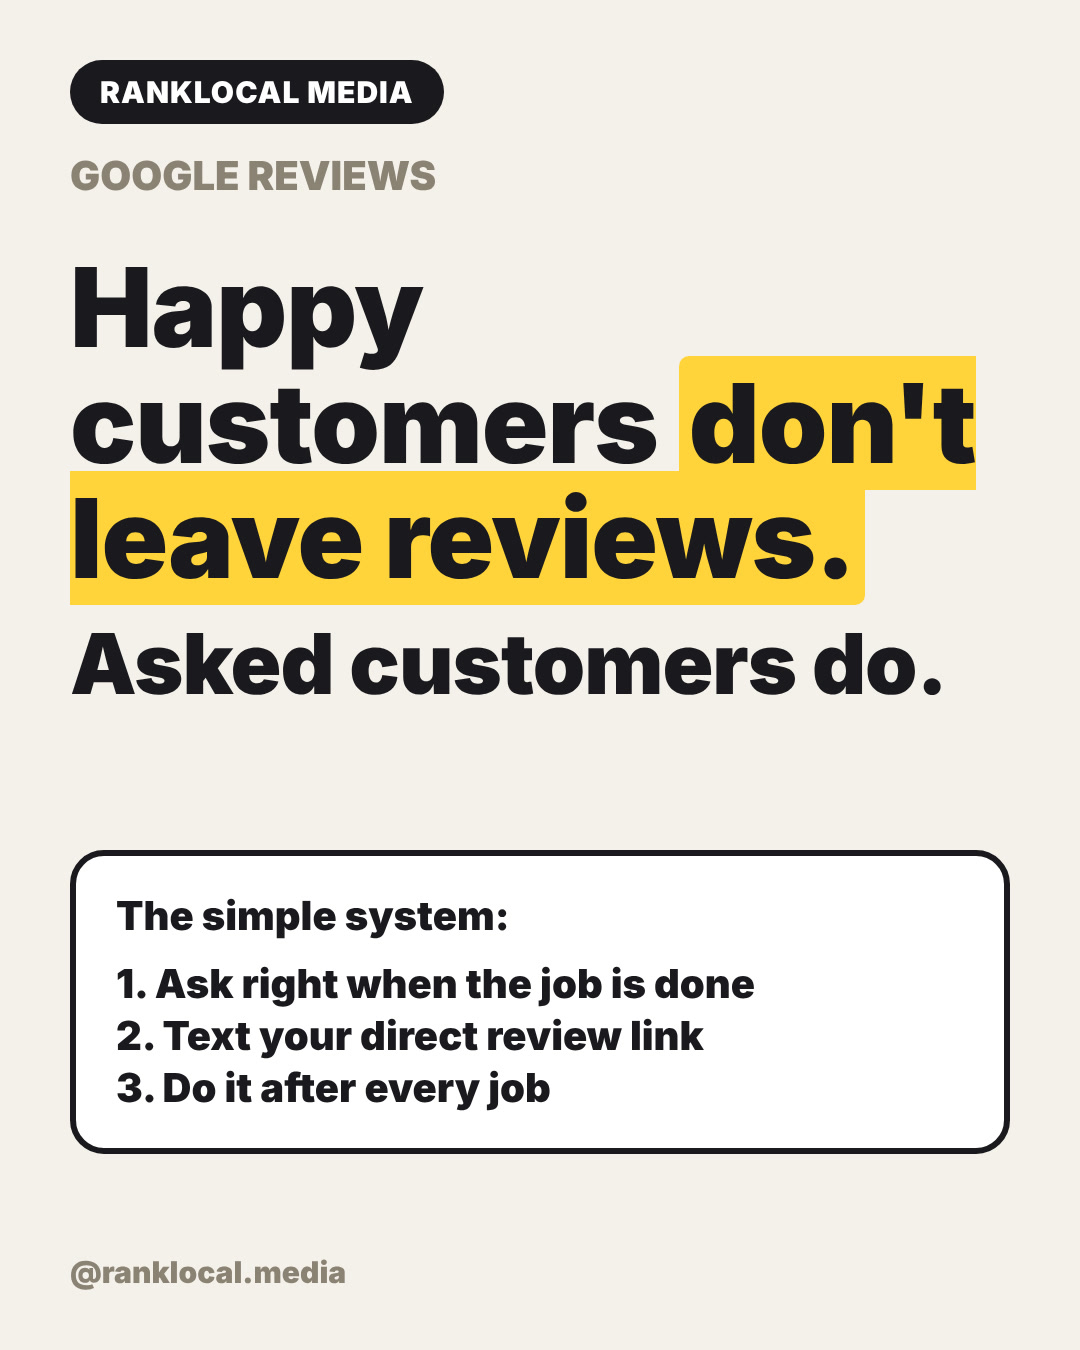 RANKLOCAL MEDIA
GOOGLE REVIEWS
Happy
customers don't
leave reviews.
Asked customers do.
The simple system:
1. Ask right when the job is done
2. Text your direct review link
3. Do it after every job
@ranklocal.media